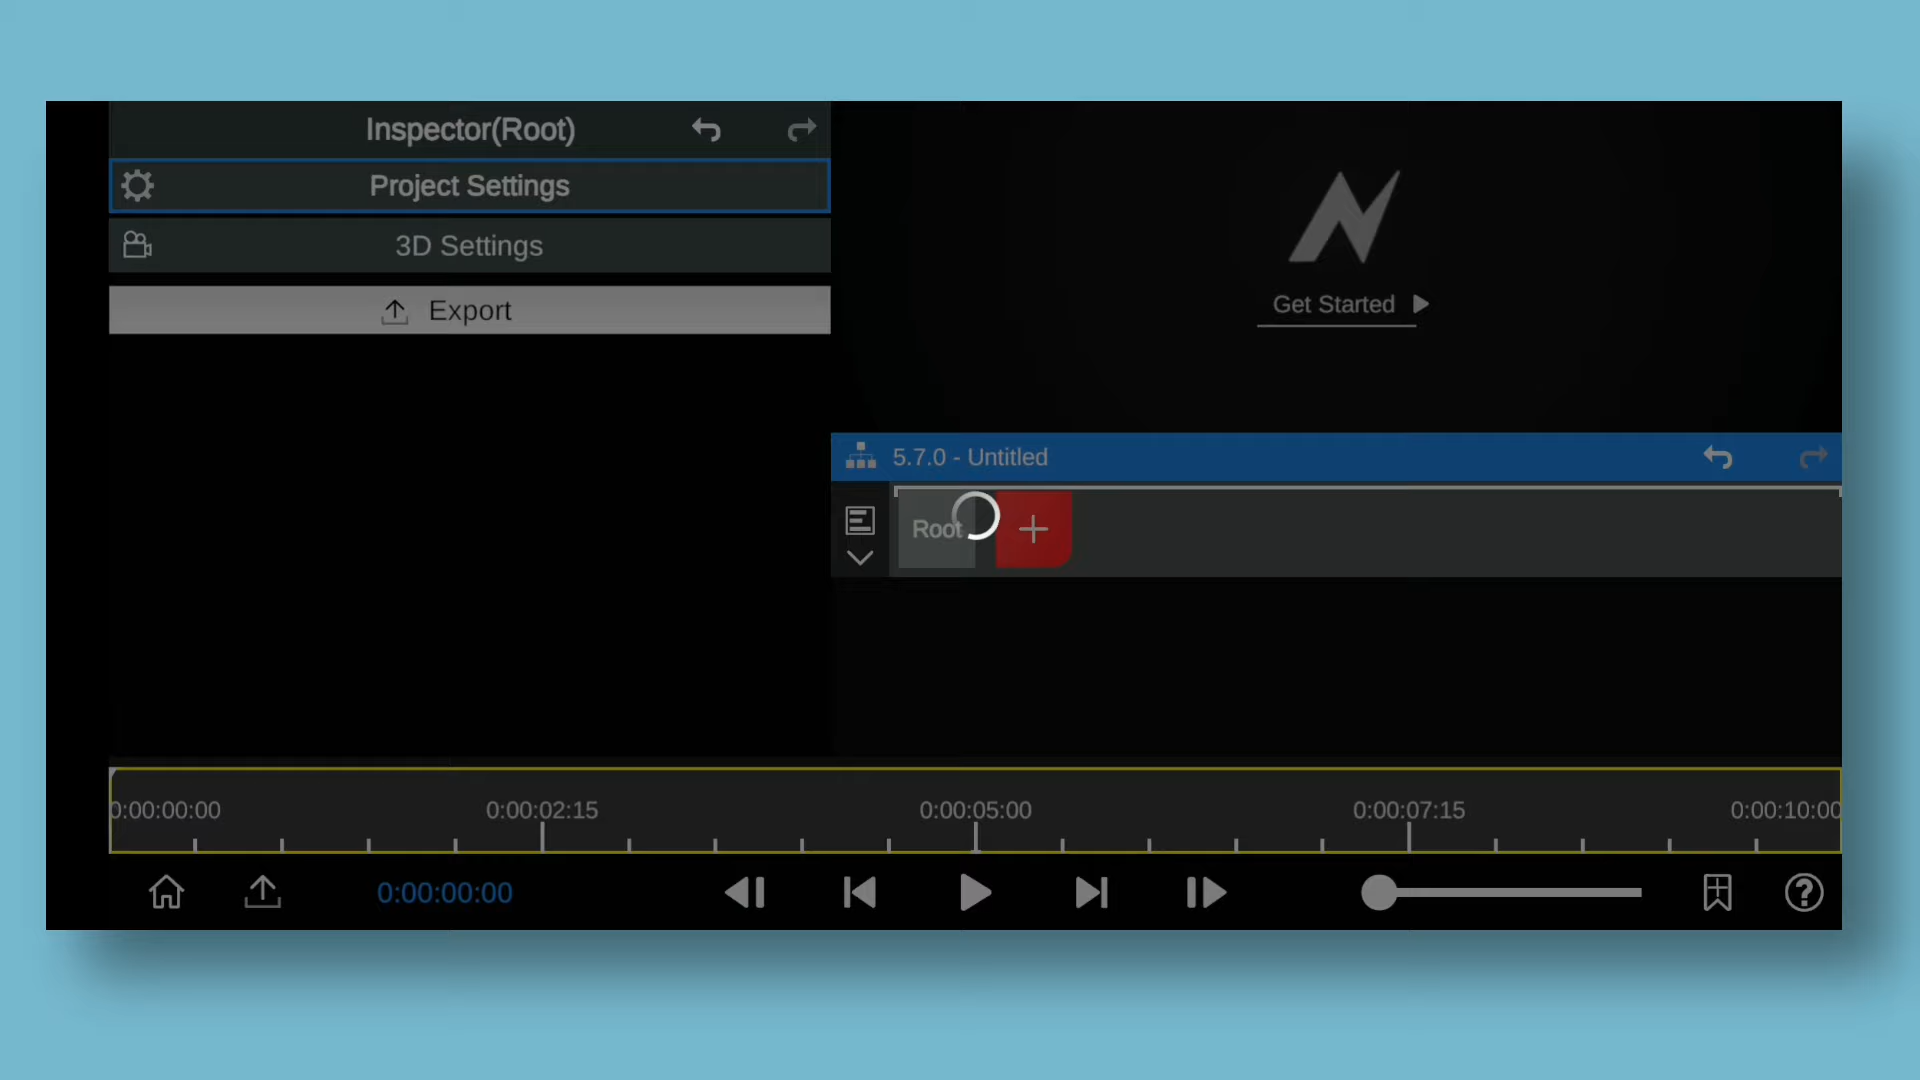 Inspector(Root)
Project Settings
3D Settings
Export
Get Started
5.7.0 - Untitled
Root
0:00:00:00
0:00:02:15
0:00:05:00
0:00:07:15
0:00:10:00
0:00:00:00